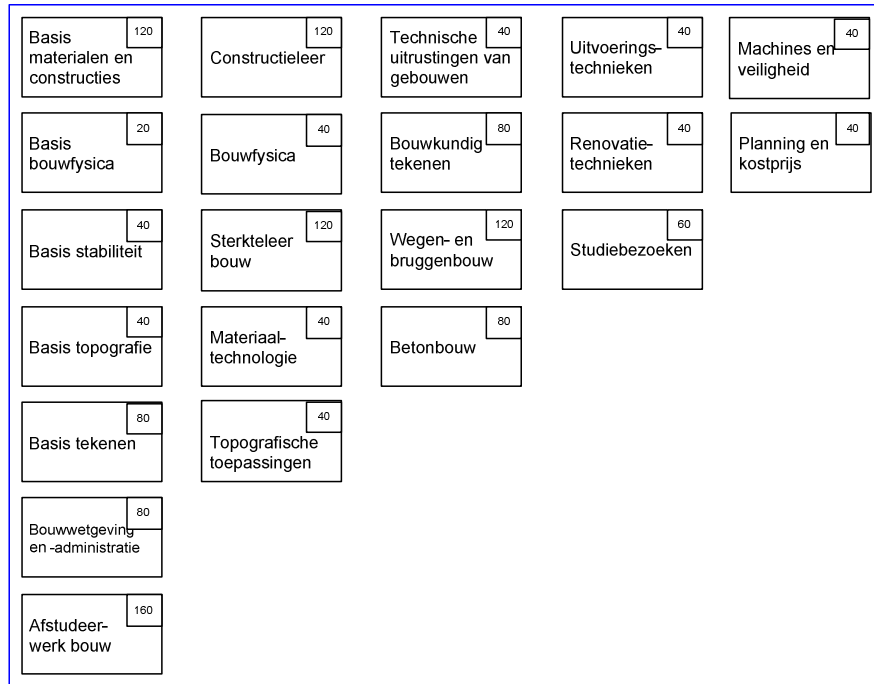 Basis
materialen en
constructies
120
Constructieleer
120
Technische
uitrustingen van
gebouwen
40
Uitvoerings-
technieken
40
Machines en
veiligheid
40
Basis
bouwfysica
20
Bouwfysica
40
Bouwkundig
tekenen
80
Renovatie-
technieken
40
Planning en
kostprijs
40
Basis stabiliteit
40
Sterkteleer
bouw
120
Wegen- en
bruggenbouw
120
Studiebezoeken
60
Basis topografie
40
Materiaal-
technologie
40
Betonbouw
80
Basis tekenen
80
Topografische
toepassingen
40
Bouwwetgeving
en -administratie
80
Afstudeer-
werk bouw
160